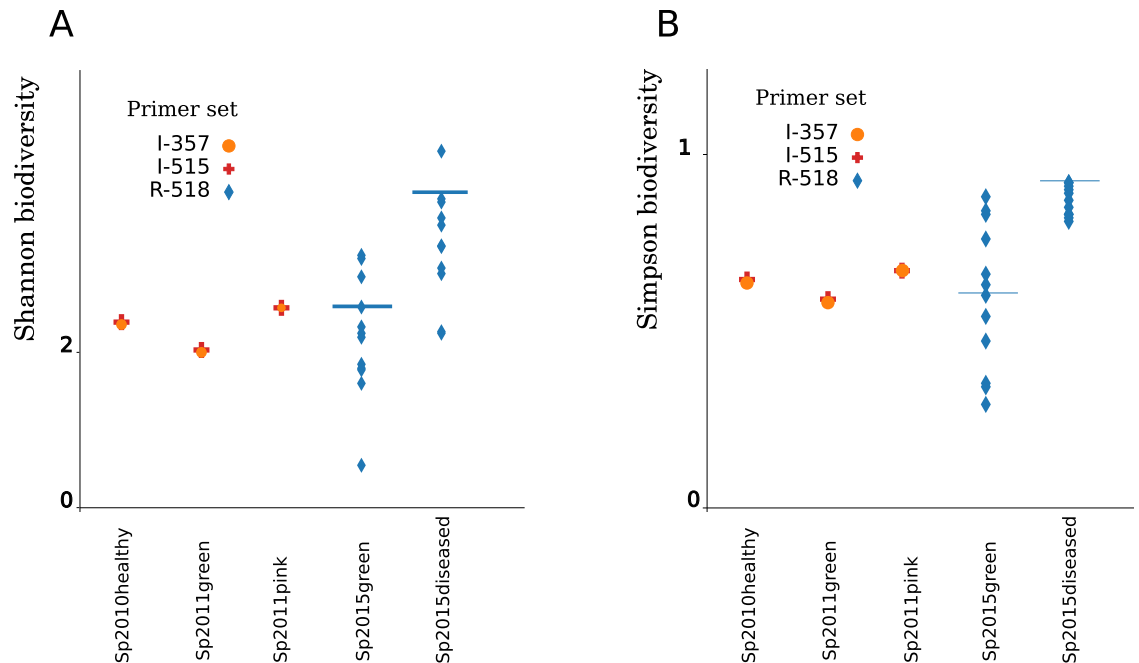 A
Shannon biodiversity
Primer set
I-357
I-515
R-518
2
0
Sp2010healthy
Sp2011green
Sp2011pink
Sp2015green
Sp2015diseased
B
Simpson biodiversity
Primer set
I-357
I-515
R-518
1
0
Sp2010healthy
Sp2011green
Sp2011pink
Sp2015green
Sp2015diseased